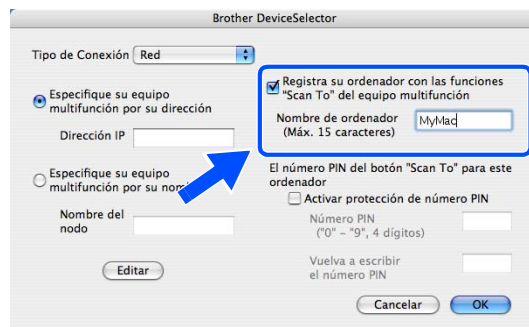 Brother DeviceSelector
Tipo de Conexión Red
Especifique su equipo
multifunción por su dirección
Dirección IP
Especifique su equipo
multifunción por su
Nombre del
nodo
Editar
Registra su ordenador con las funciones
"Scan To" del equipo multifunción
Nombre de ordenador MyMac
(Máx. 15 caracteres)
El número PIN del botón "Scan To" para este
ordenador
Activar protección de número PIN
Número PIN
("0" – "9", 4 dígitos)
Vuelva a escribir
el número PIN
Cancelar OK